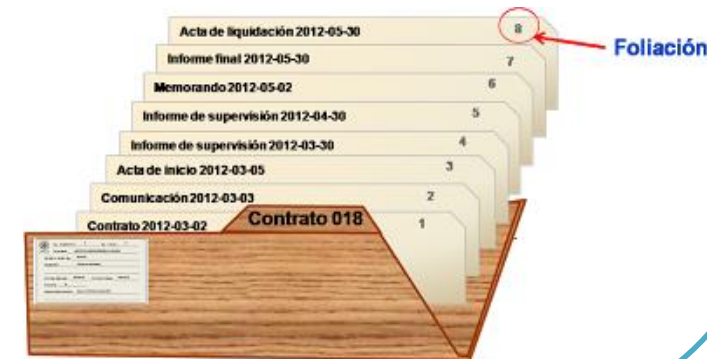 Acta de liquidación 2012-05-30 8
Foliación
Informe final 2012-05-30 7
Memorando 2012-05-02 6
Informe de supervisión 2012-04-30 5
Informe de supervisión 2012-03-30 4
Acta de inicio 2012-03-05 3
Comunicación 2012-03-03 2
Contrato 2012-03-02 1
Contrato 018